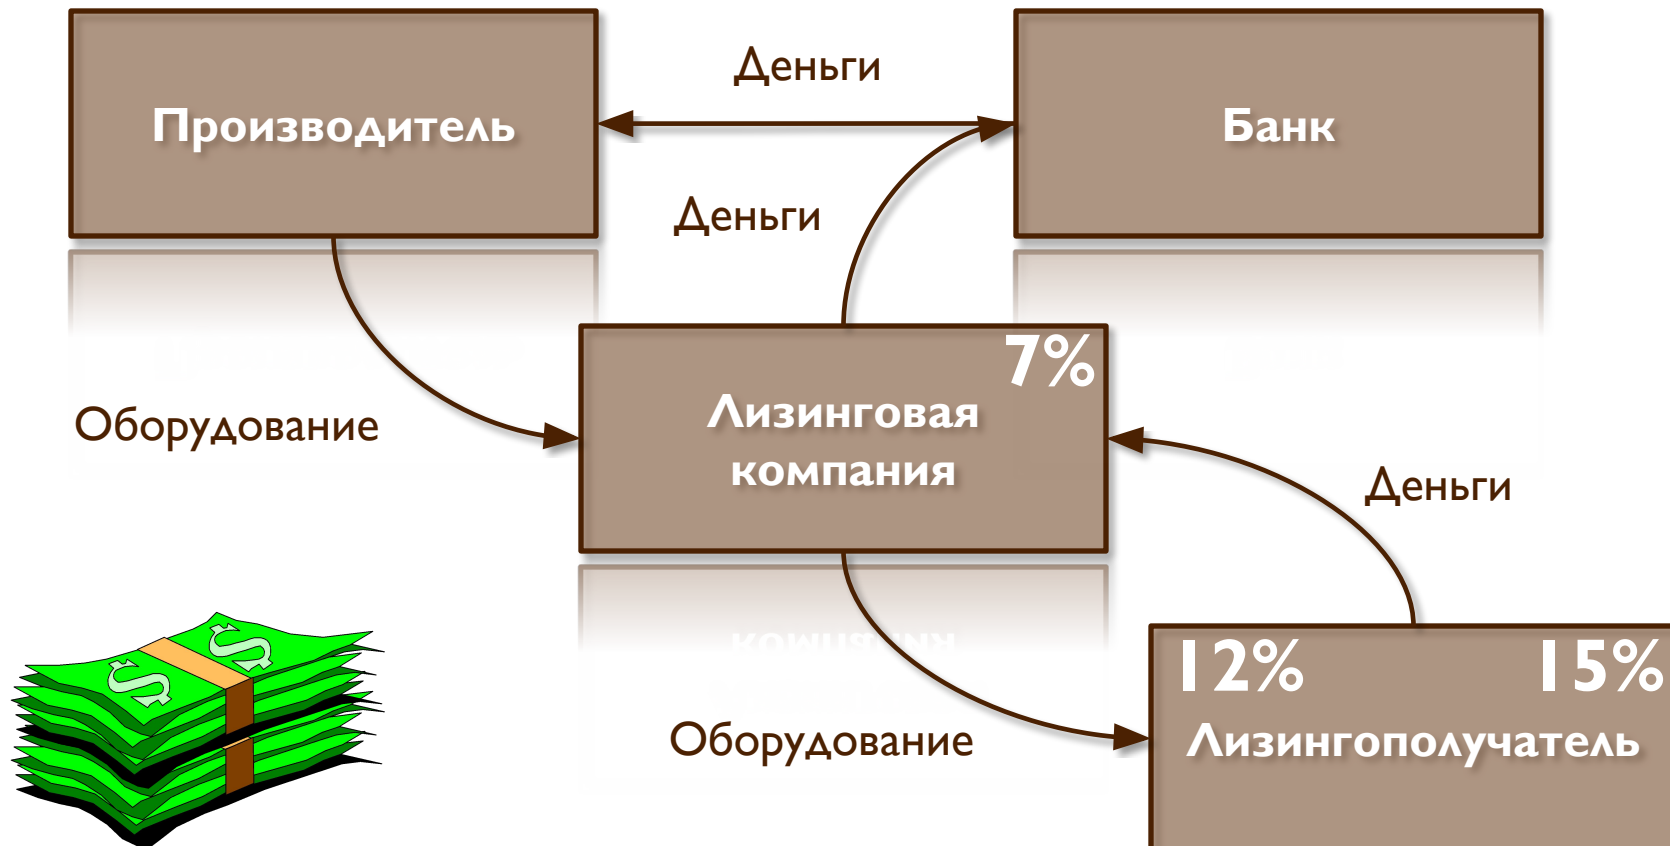 Деньги
Производитель
Банк
Деньги
7%
Лизинговая
компания
Оборудование
Деньги
12%
15%
Оборудование
Лизингополучатель
$
$